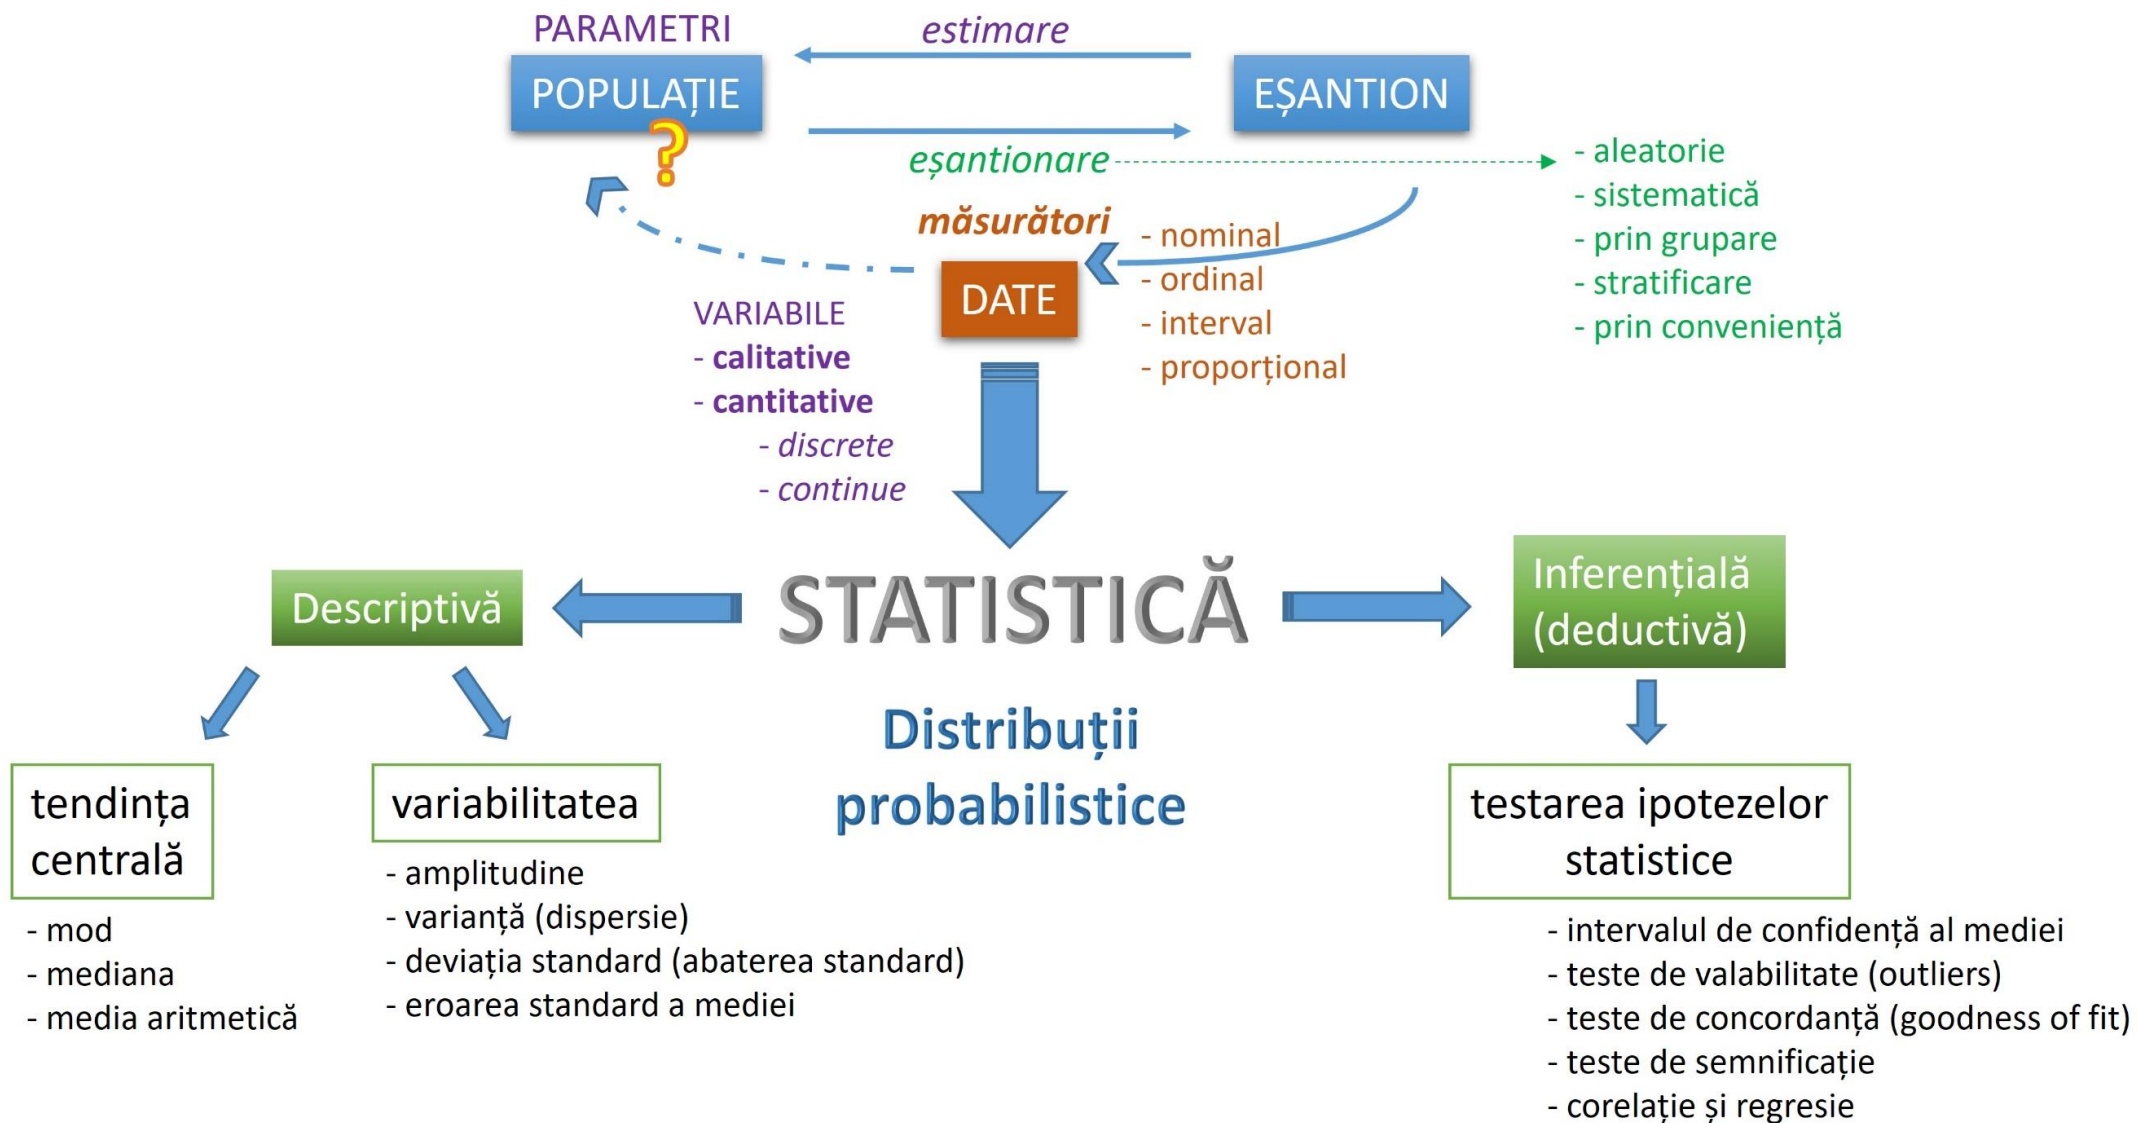 PARAMETRI
estimare
POPULAȚIE
EȘANTION
?
eșantionare
- aleatorie
- sistematică
- prin grupare
- stratificare
- prin conveniență
măsurători
- nominal
- ordinal
- interval
- proporțional
DATE
VARIABILE
- calitative
- cantitative
- discrete
- continue
STATISTICĂ
Distribuții
probabilistice
Descriptivă
tendința
centrală
- mod
- mediana
- media aritmetică
variabilitatea
- amplitudine
- varianță (dispersie)
- deviația standard (abaterea standard)
- eroarea standard a mediei
Inferențială
(deductivă)
testarea ipotezelor
statistice
- intervalul de confidență al mediei
- teste de valabilitate (outliers)
- teste de concordanță (goodness of fit)
- teste de semnificație
- corelație și regresie